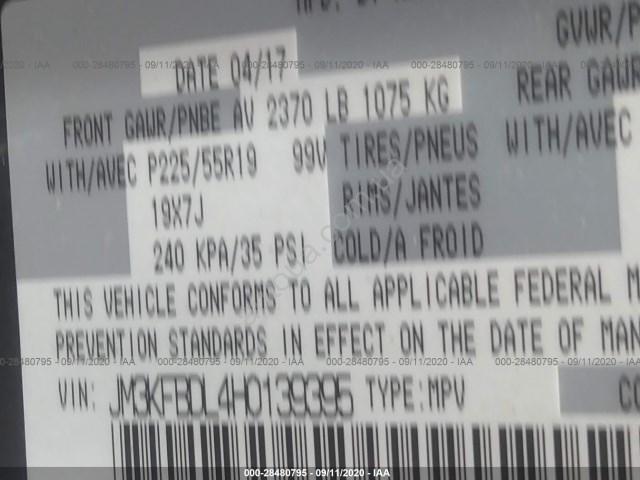 GVWR/P
DATE 04/17
REAR GAWR
FRONT GAWR/PNBE AV 2370 LB 1075 KG
WITH/AVEC P225/55R19 99V TIRES/PNEUS WITH/AVEC
19X7J RIMS/JANTES
240 KPA/35 PSI COLD/A FROID
THIS VEHICLE CONFORMS TO ALL APPLICABLE FEDERAL M
PREVENTION STANDARDS IN EFFECT ON THE DATE OF MAN
VIN: JM3KFBDL4H0139395 TYPE:MPV CO
000-28480795 - 09/11/2020 - IAA